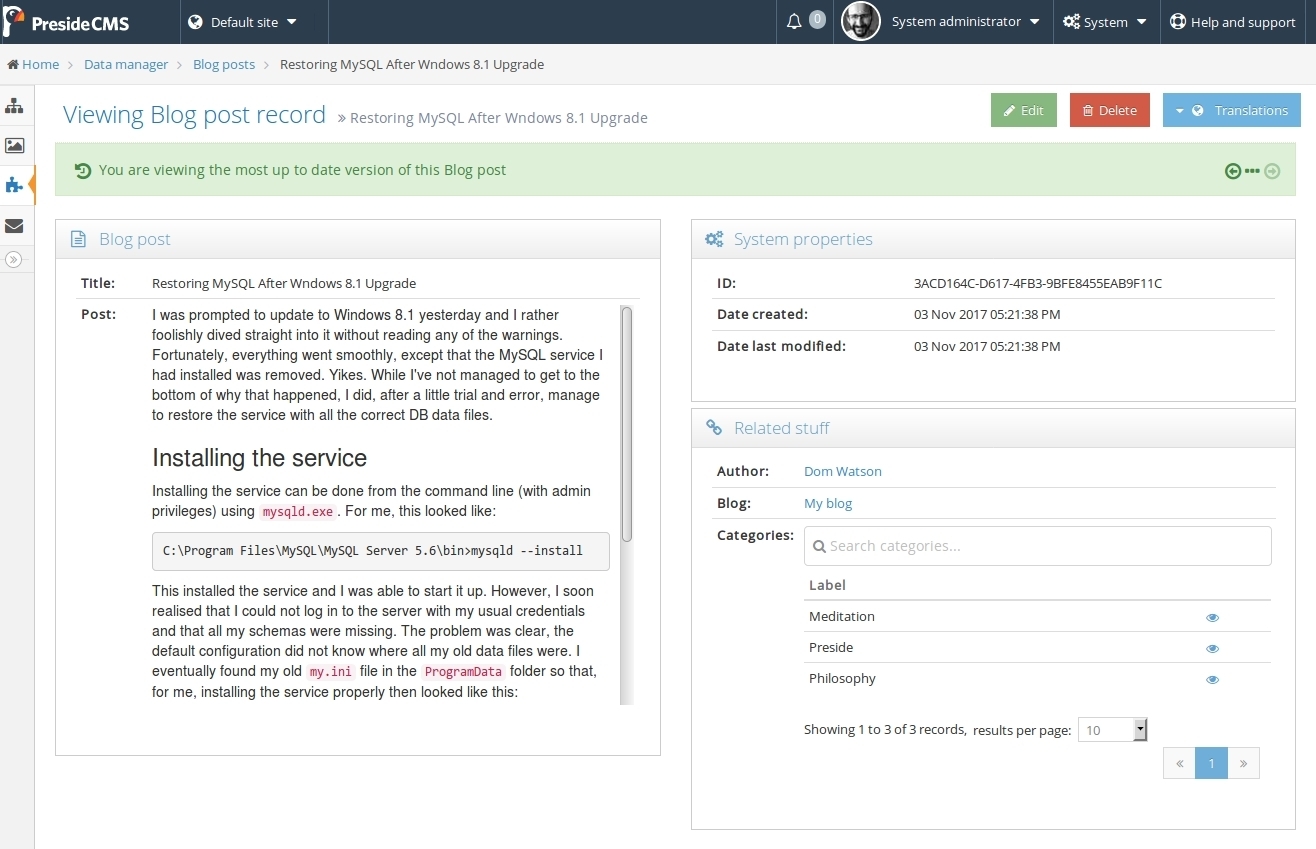 PresideCMS
Default site
0
System administrator
System
Help and support
Home
Data manager
Blog posts
Restoring MySQL After Wndows 8.1 Upgrade
Viewing Blog post record
» Restoring MySQL After Wndows 8.1 Upgrade
Edit
Delete
Translations
You are viewing the most up to date version of this Blog post
Blog post
Title:
Restoring MySQL After Wndows 8.1 Upgrade
Post:
I was prompted to update to Windows 8.1 yesterday and I rather
foolishly dived straight into it without reading any of the warnings.
Fortunately, everything went smoothly, except that the MySQL service I
had installed was removed. Yikes. While I've not managed to get to the
bottom of why that happened, I did, after a little trial and error, manage
to restore the service with all the correct DB data files.
Installing the service
Installing the service can be done from the command line (with admin
privileges) using mysqld.exe. For me, this looked like:
C:\Program Files\MySQL\MySQL Server 5.6\bin>mysqld --install
This installed the service and I was able to start it up. However, I soon
realised that I could not log in to the server with my usual credentials
and that all my schemas were missing. The problem was clear, the
default configuration did not know where all my old data files were. I
eventually found my old my.ini file in the ProgramData folder so that,
for me, installing the service properly then looked like this:
System properties
ID:
3ACD164C-D617-4FB3-9BFE8455EAB9F11C
Date created:
03 Nov 2017 05:21:38 PM
Date last modified:
03 Nov 2017 05:21:38 PM
Related stuff
Author:
Dom Watson
Blog:
My blog
Categories:
Search categories...
Label
Meditation
Preside
Philosophy
Showing 1 to 3 of 3 records, results per page: 10
« 1 »